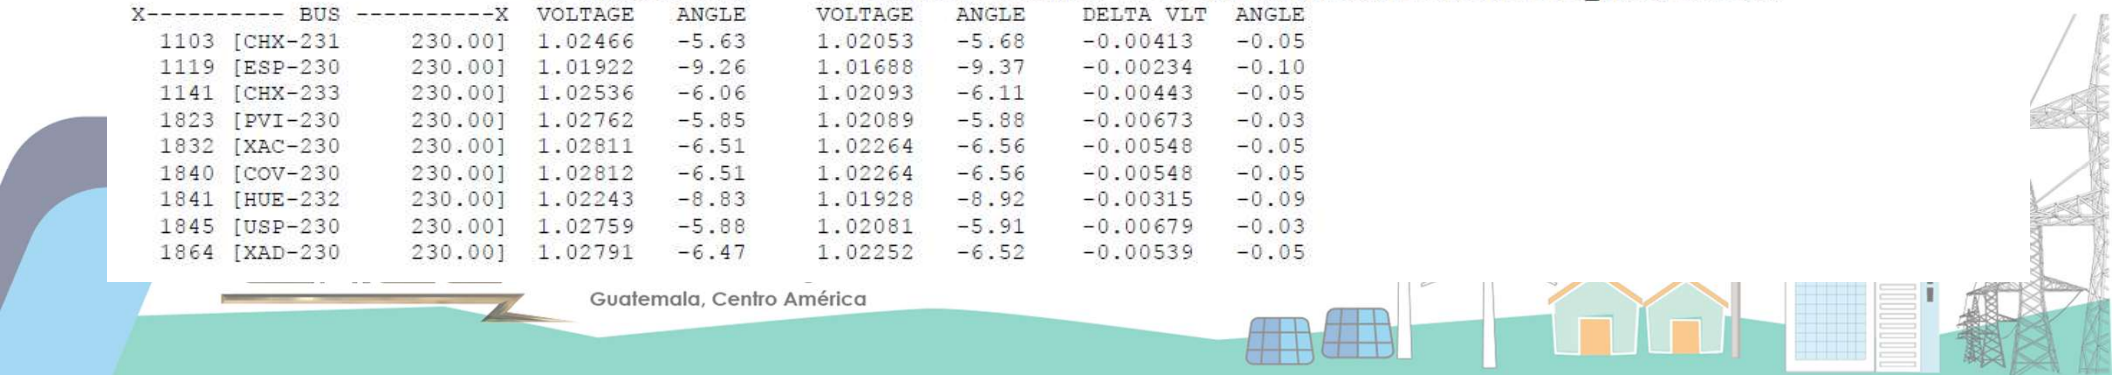 X---------- BUS ----------X VOLTAGE ANGLE VOLTAGE ANGLE DELTA VLT ANGLE
1103 [CHX-231 230.00] 1.02466 -5.63 1.02053 -5.68 -0.00413 -0.05
1119 [ESP-230 230.00] 1.01922 -9.26 1.01688 -9.37 -0.00234 -0.10
1141 [CHX-233 230.00] 1.02536 -6.06 1.02093 -6.11 -0.00443 -0.05
1823 [PVI-230 230.00] 1.02762 -5.85 1.02089 -5.88 -0.00673 -0.03
1832 [XAC-230 230.00] 1.02811 -6.51 1.02264 -6.56 -0.00548 -0.05
1840 [COV-230 230.00] 1.02812 -6.51 1.02264 -6.56 -0.00548 -0.05
1841 [HUE-232 230.00] 1.02243 -8.83 1.01928 -8.92 -0.00315 -0.09
1845 [USP-230 230.00] 1.02759 -5.88 1.02081 -5.91 -0.00679 -0.03
1864 [XAD-230 230.00] 1.02791 -6.47 1.02252 -6.52 -0.00539 -0.05
Guatemala, Centro América